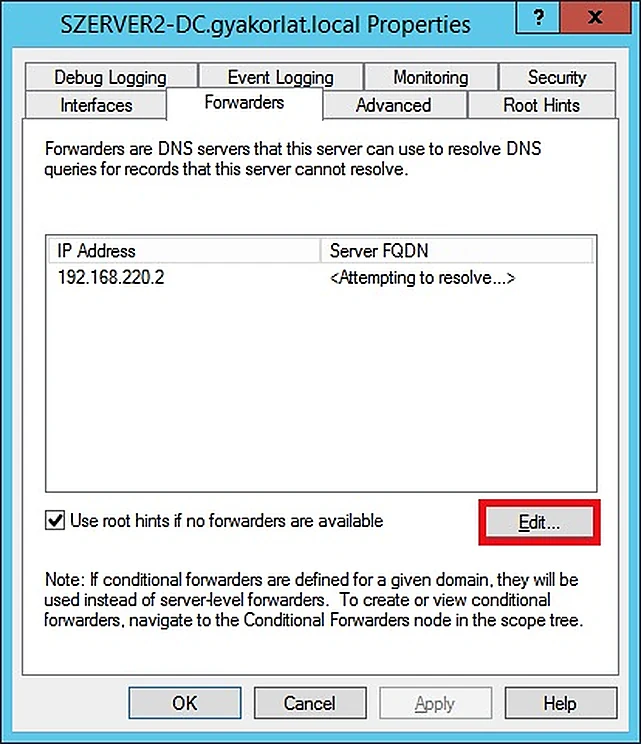 SZERVER2-DC.gyakorlat.local Properties
?
x
Debug Logging
Event Logging
Monitoring
Security
Interfaces
Forwarders
Advanced
Root Hints
Forwarders are DNS servers that this server can use to resolve DNS
queries for records that this server cannot resolve.
IP Address
Server FQDN
192.168.220.2
<Attempting to resolve...>
Use root hints if no forwarders are available
Edit...
Note: If conditional forwarders are defined for a given domain, they will be
used instead of server-level forwarders. To create or view conditional
forwarders, navigate to the Conditional Forwarders node in the scope tree.
OK
Cancel
Apply
Help